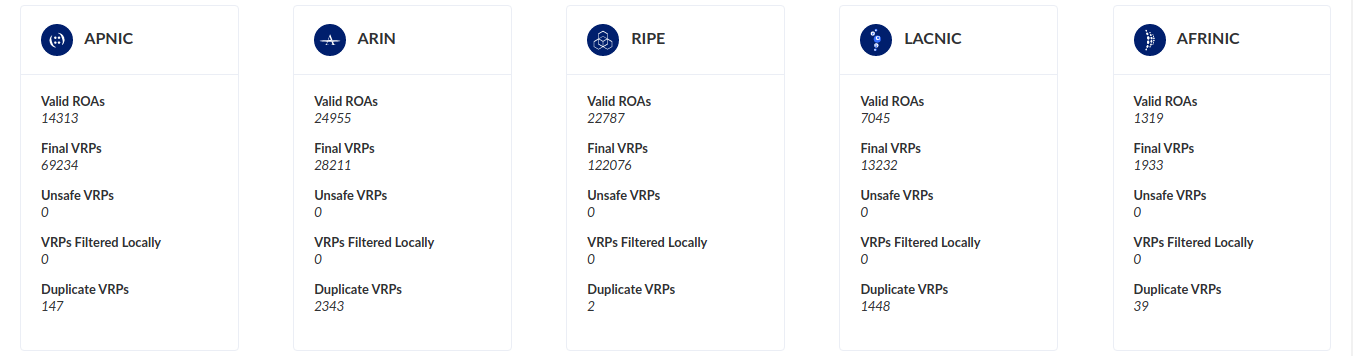 APNIC
Valid ROAs
14313
Final VRPs
69234
Unsafe VRPs
0
VRPs Filtered Locally
0
Duplicate VRPs
147
ARIN
Valid ROAs
24955
Final VRPs
28211
Unsafe VRPs
0
VRPs Filtered Locally
0
Duplicate VRPs
2343
RIPE
Valid ROAs
22787
Final VRPs
122076
Unsafe VRPs
0
VRPs Filtered Locally
0
Duplicate VRPs
2
LACNIC
Valid ROAs
7045
Final VRPs
13232
Unsafe VRPs
0
VRPs Filtered Locally
0
Duplicate VRPs
1448
AFRINIC
Valid ROAs
1319
Final VRPs
1933
Unsafe VRPs
0
VRPs Filtered Locally
0
Duplicate VRPs
39